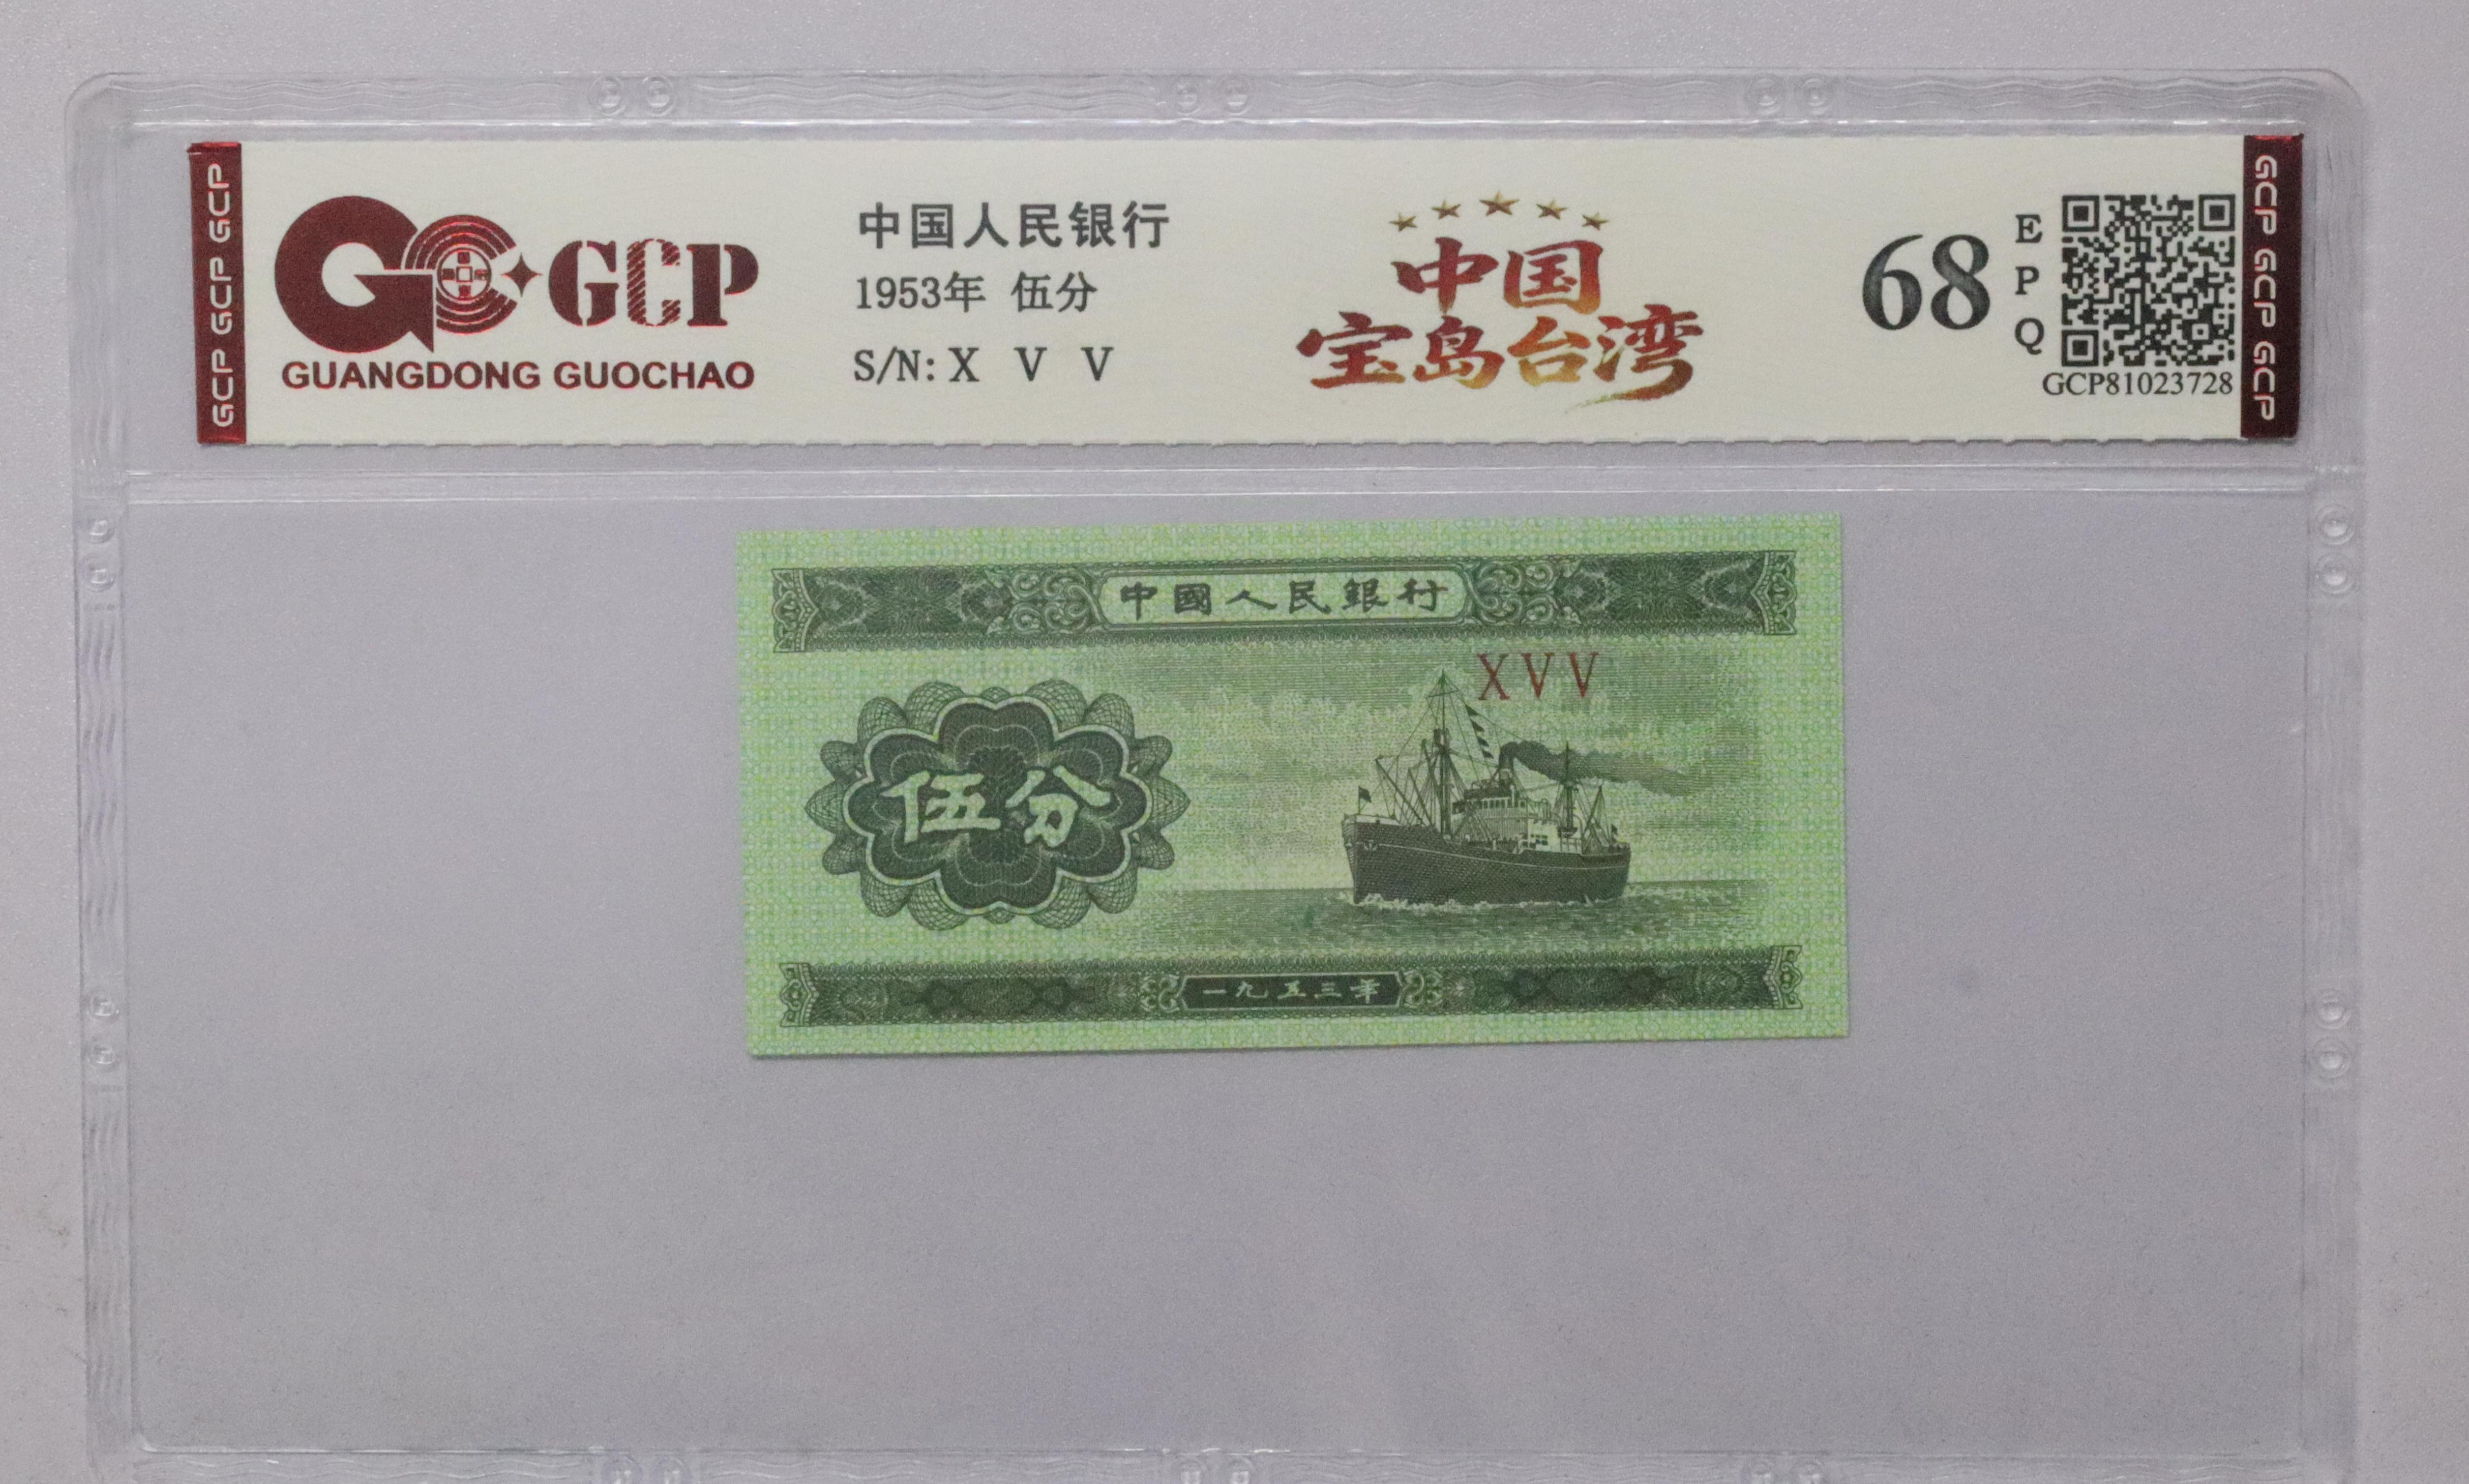 GCP GCP GCP
GCP
GUANGDONG GUOCHAO
中国人民银行
1953年 伍分
S/N: X V V
中国
宝岛台湾
68
EPQ
GCP81023728
GCP GCP GCP
中國人民銀行
XVV
伍分
一九五三年